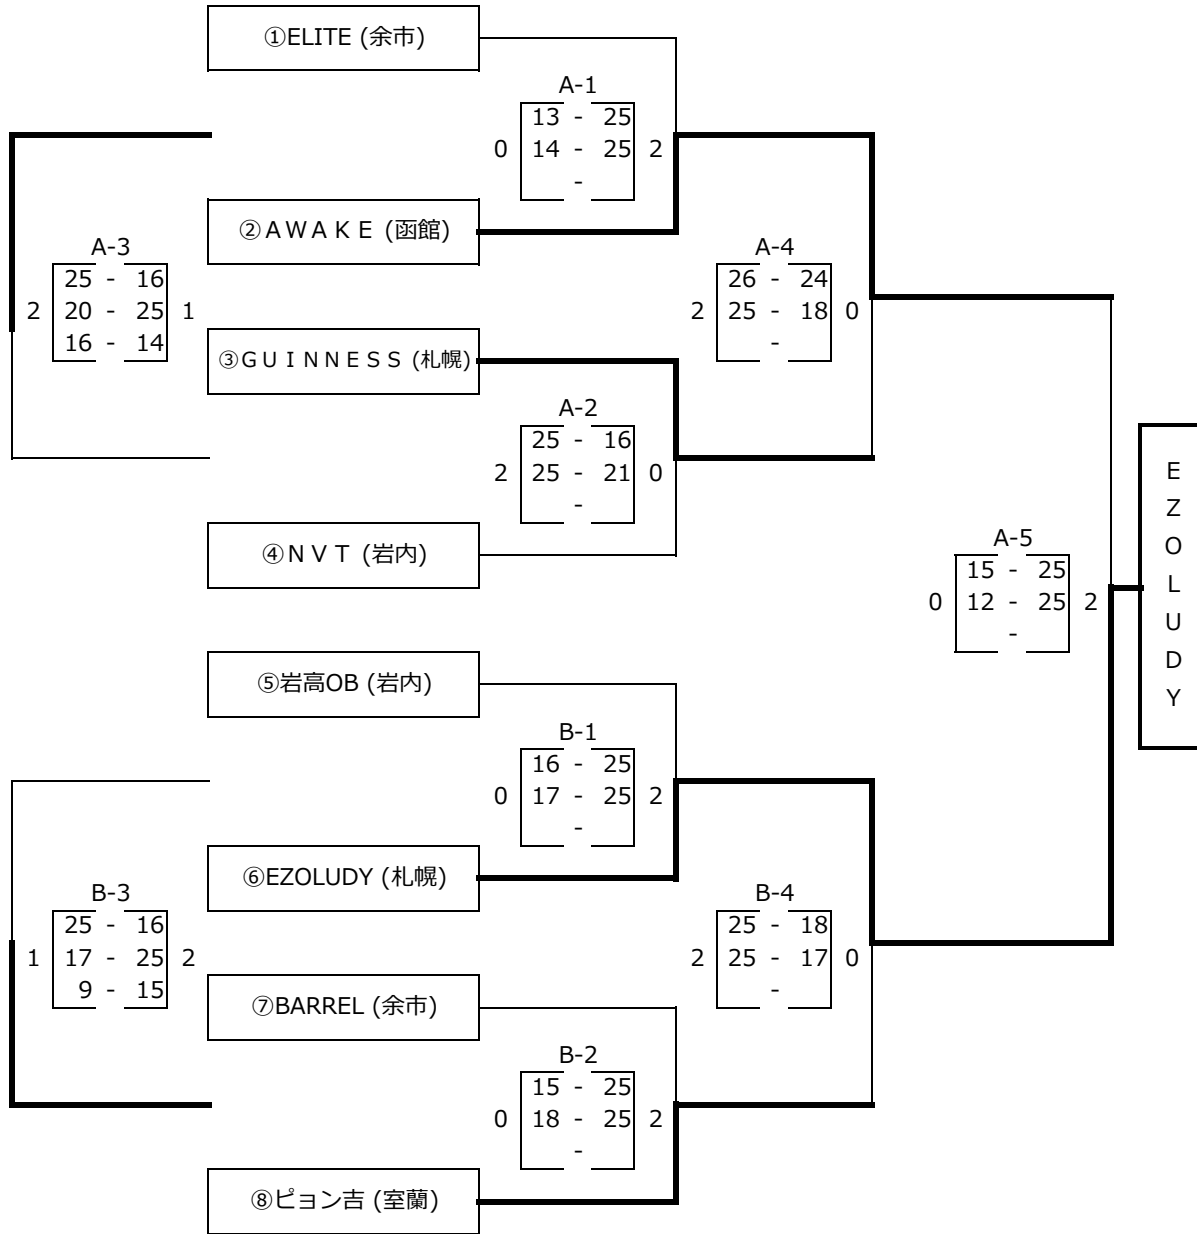 ①ELITE (余市)
A-1
13 - 25
0 14 - 25 2
-
②ＡＷＡＫＥ (函館)
A-3
25 - 16
2 20 - 25 1
16 - 14
A-4
26 - 24
2 25 - 18 0
-
③ＧＵＩＮＮＥＳＳ (札幌)
A-2
25 - 16
2 25 - 21 0
-
④ＮＶＴ (岩内)
A-5
15 - 25
0 12 - 25 2
-
E
Z
O
L
U
D
Y
⑤岩高OB (岩内)
B-1
16 - 25
0 17 - 25 2
-
⑥EZOLUDY (札幌)
B-3
25 - 16
1 17 - 25 2
9 - 15
B-4
25 - 18
2 25 - 17 0
-
⑦BARREL (余市)
B-2
15 - 25
0 18 - 25 2
-
⑧ピョン吉 (室蘭)